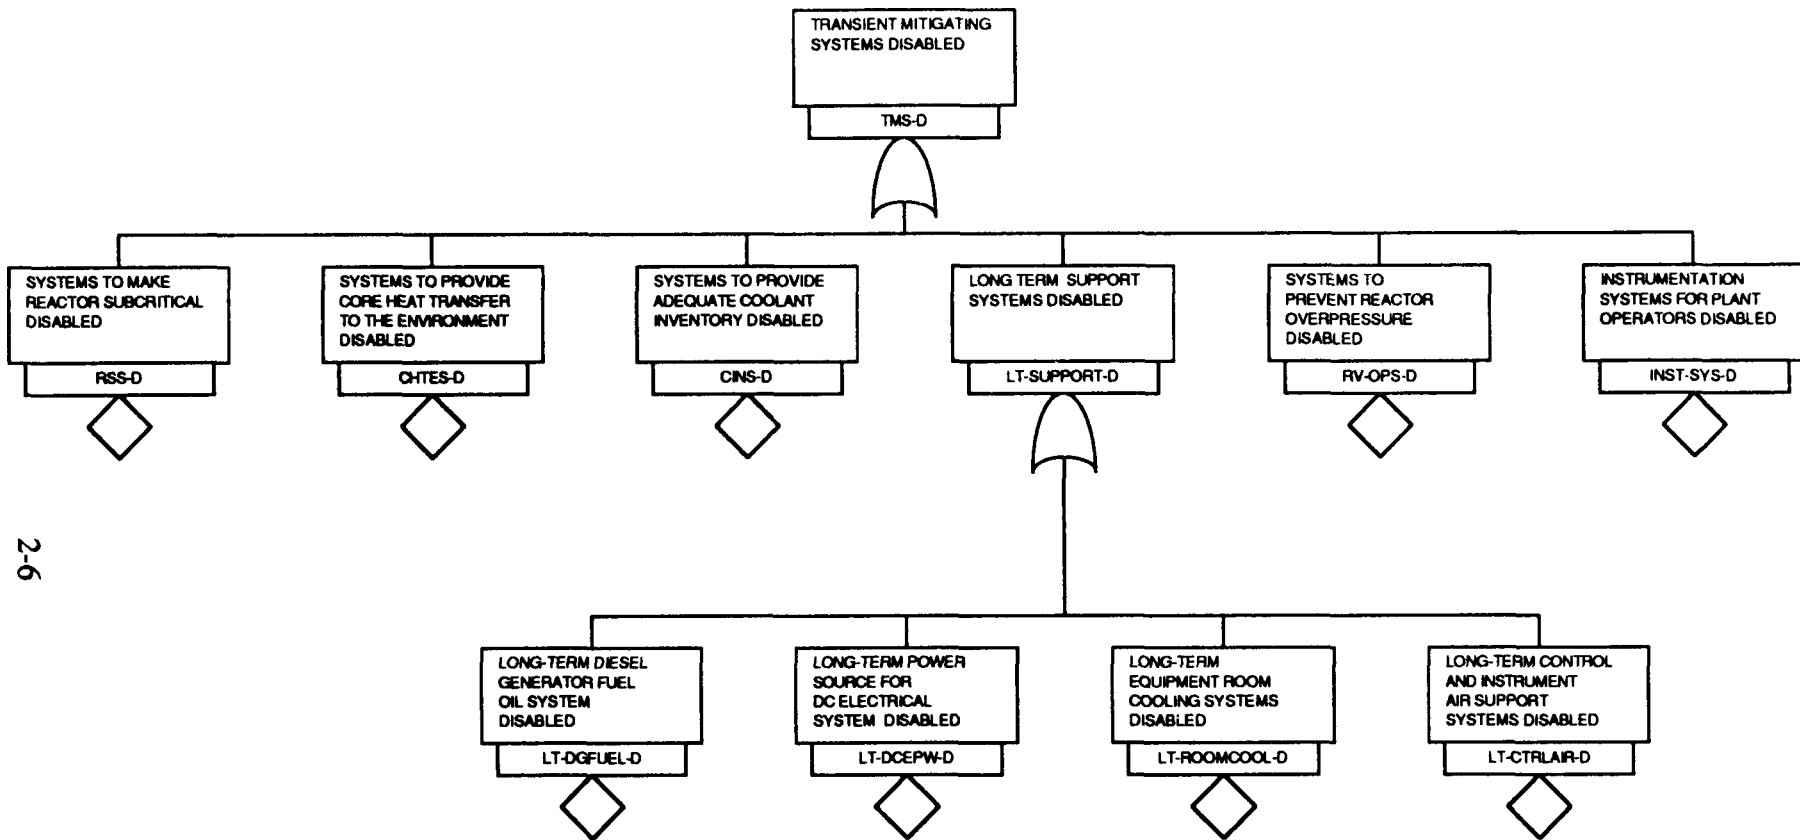 TRANSIENT MITIGATING
SYSTEMS DISABLED
TMS-D
SYSTEMS TO MAKE
REACTOR SUBCRITICAL
DISABLED
RSS-D
SYSTEMS TO PROVIDE
CORE HEAT TRANSFER
TO THE ENVIRONMENT
DISABLED
CHTES-D
SYSTEMS TO PROVIDE
ADEQUATE COOLANT
INVENTORY DISABLED
CINS-D
LONG TERM SUPPORT
SYSTEMS DISABLED
LT-SUPPORT-D
SYSTEMS TO
PREVENT REACTOR
OVERPRESSURE
DISABLED
RV-OPS-D
INSTRUMENTATION
SYSTEMS FOR PLANT
OPERATORS DISABLED
INST-SYS-D
2-6
LONG-TERM DIESEL
GENERATOR FUEL
OIL SYSTEM
DISABLED
LT-DGFUEL-D
LONG-TERM POWER
SOURCE FOR
DC ELECTRICAL
SYSTEM DISABLED
LT-DCEPW-D
LONG-TERM
EQUIPMENT ROOM
COOLING SYSTEMS
DISABLED
LT-ROOMCOOL-D
LONG-TERM CONTROL
AND INSTRUMENT
AIR SUPPORT
SYSTEMS DISABLED
LT-CTRLAIR-D